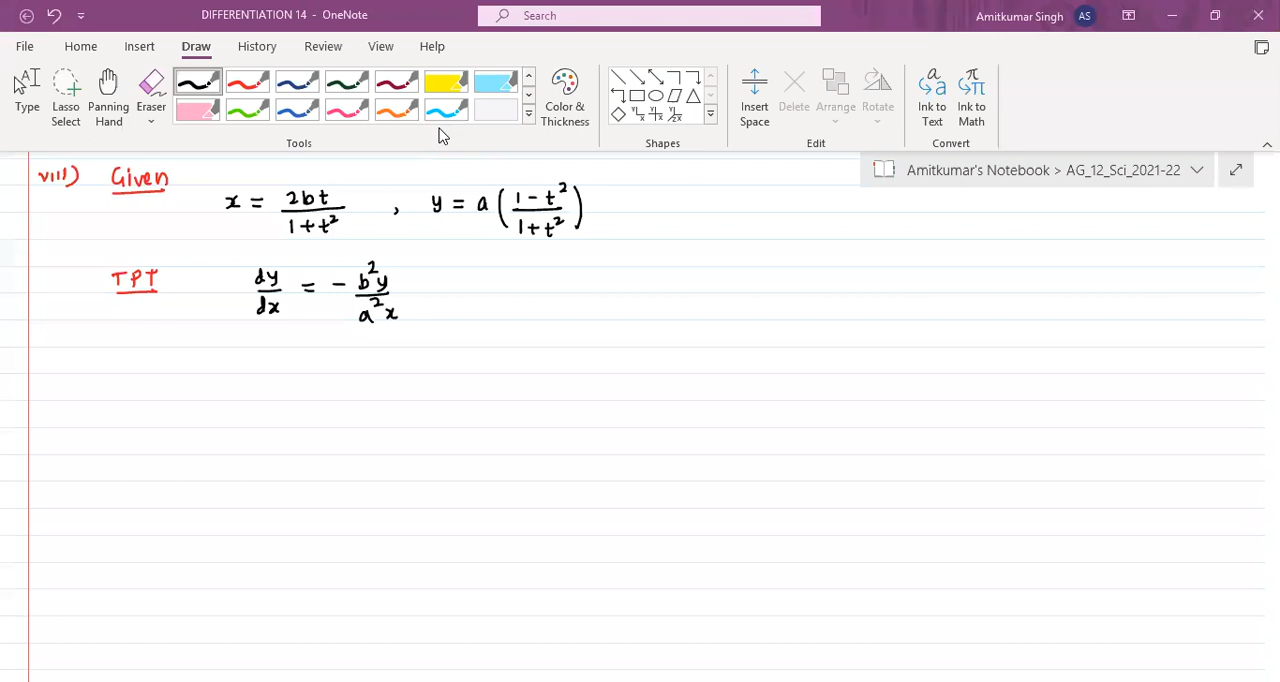 DIFFERENTIATION 14 - OneNote
Search
Amitkumar Singh AS
File Home Insert Draw History Review View Help
Type Lasso Select Panning Hand Eraser Color & Thickness Insert Space Delete Arrange Rotate Ink to Text Ink to Math
Tools Shapes Edit Convert
Amitkumar's Notebook > AG_12_Sci_2021-22
viii) Given
x = 2bt / 1+t² , y = a (1-t² / 1+t²)
TPT dy/dx = - b²y / a²x